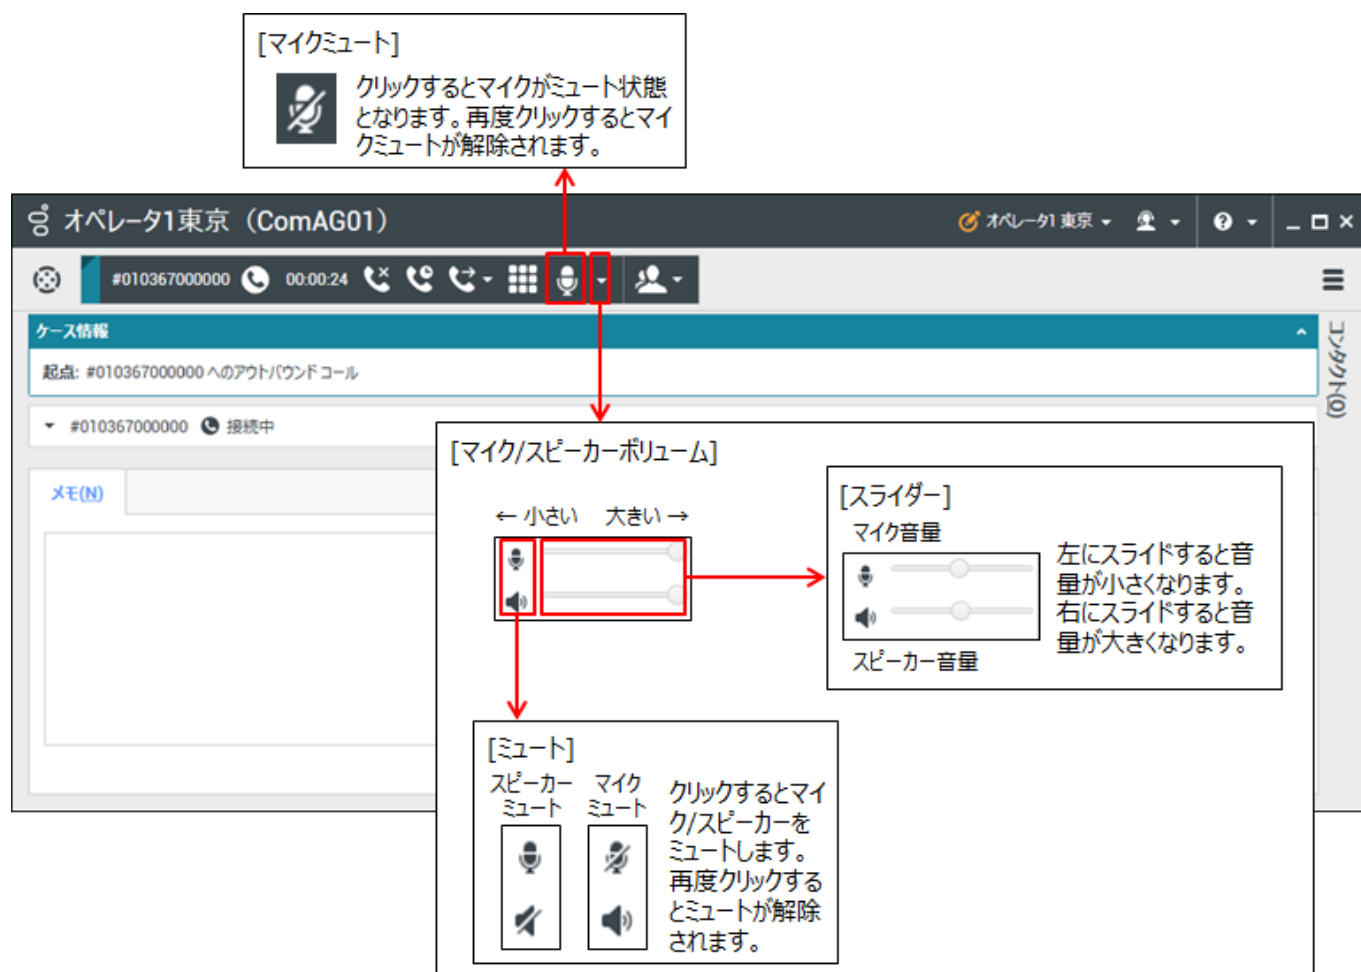 [マイクミュート]
クリックするとマイクがミュート状態
となります。再度クリックするとマイ
クミュートが解除されます。
オペレータ1東京（ComAG01）
オペレータ1 東京
#010367000000 00:00:24
ケース情報
起点: #010367000000 へのアウトバウンド コール
#010367000000 接続中
コンタクト(O)
メモ(N)
[マイク/スピーカーボリューム]
← 小さい 大きい →
[スライダー]
マイク音量
左にスライドすると音
量が小さくなります。
右にスライドすると音
量が大きくなります。
スピーカー音量
[ミュート]
スピーカー
ミュート
マイク
ミュート
クリックするとマイ
ク/スピーカーを
ミュートします。
再度クリックする
とミュートが解除
されます。